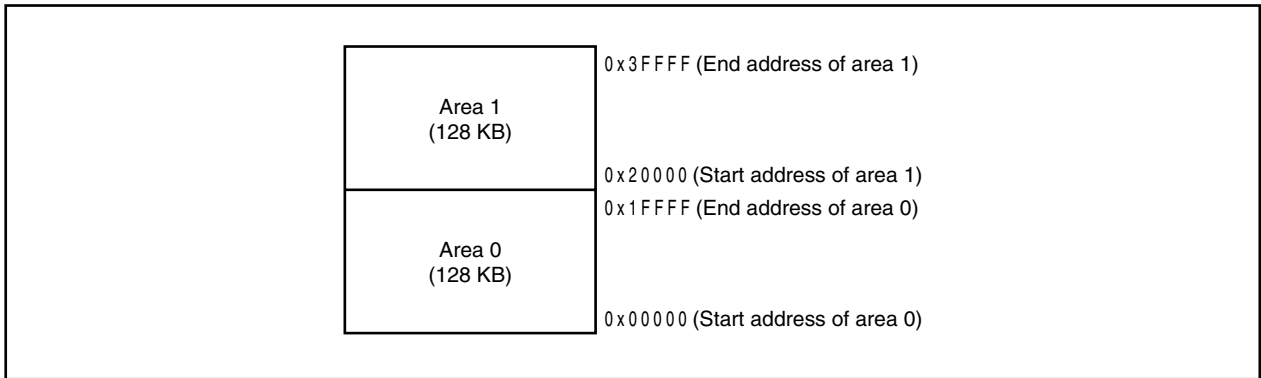 0x3FFFF (End address of area 1)
Area 1
(128 KB)
0x20000 (Start address of area 1)
0x1FFFF (End address of area 0)
Area 0
(128 KB)
0x00000 (Start address of area 0)